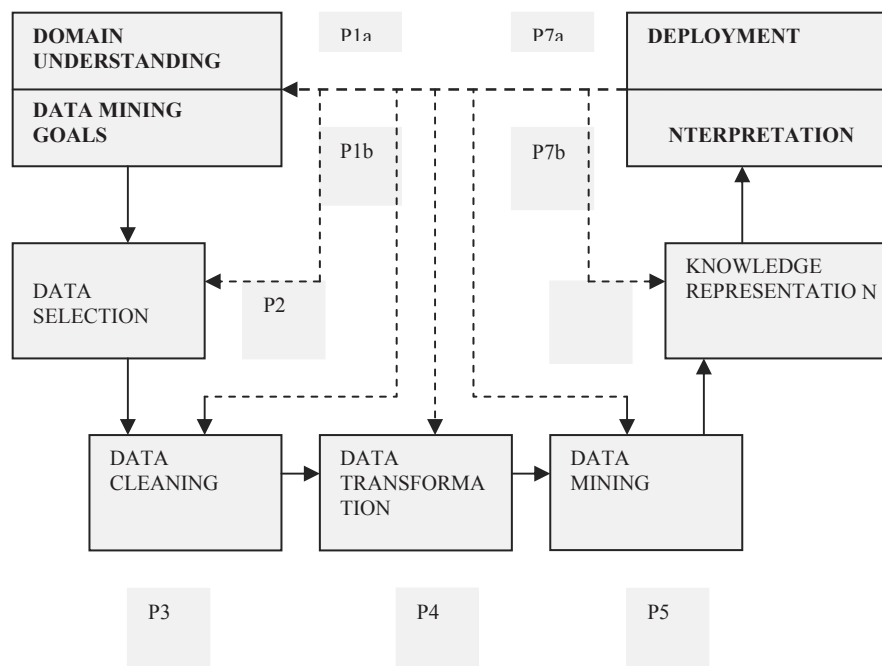 DOMAIN
UNDERSTANDING
P1a
P7a
DEPLOYMENT
DATA MINING
GOALS
P1b
P7b
NTERPRETATION
DATA
SELECTION
P2
KNOWLEDGE
REPRESENTATIO N
DATA
CLEANING
DATA
TRANSFORMA
TION
DATA
MINING
P3
P4
P5